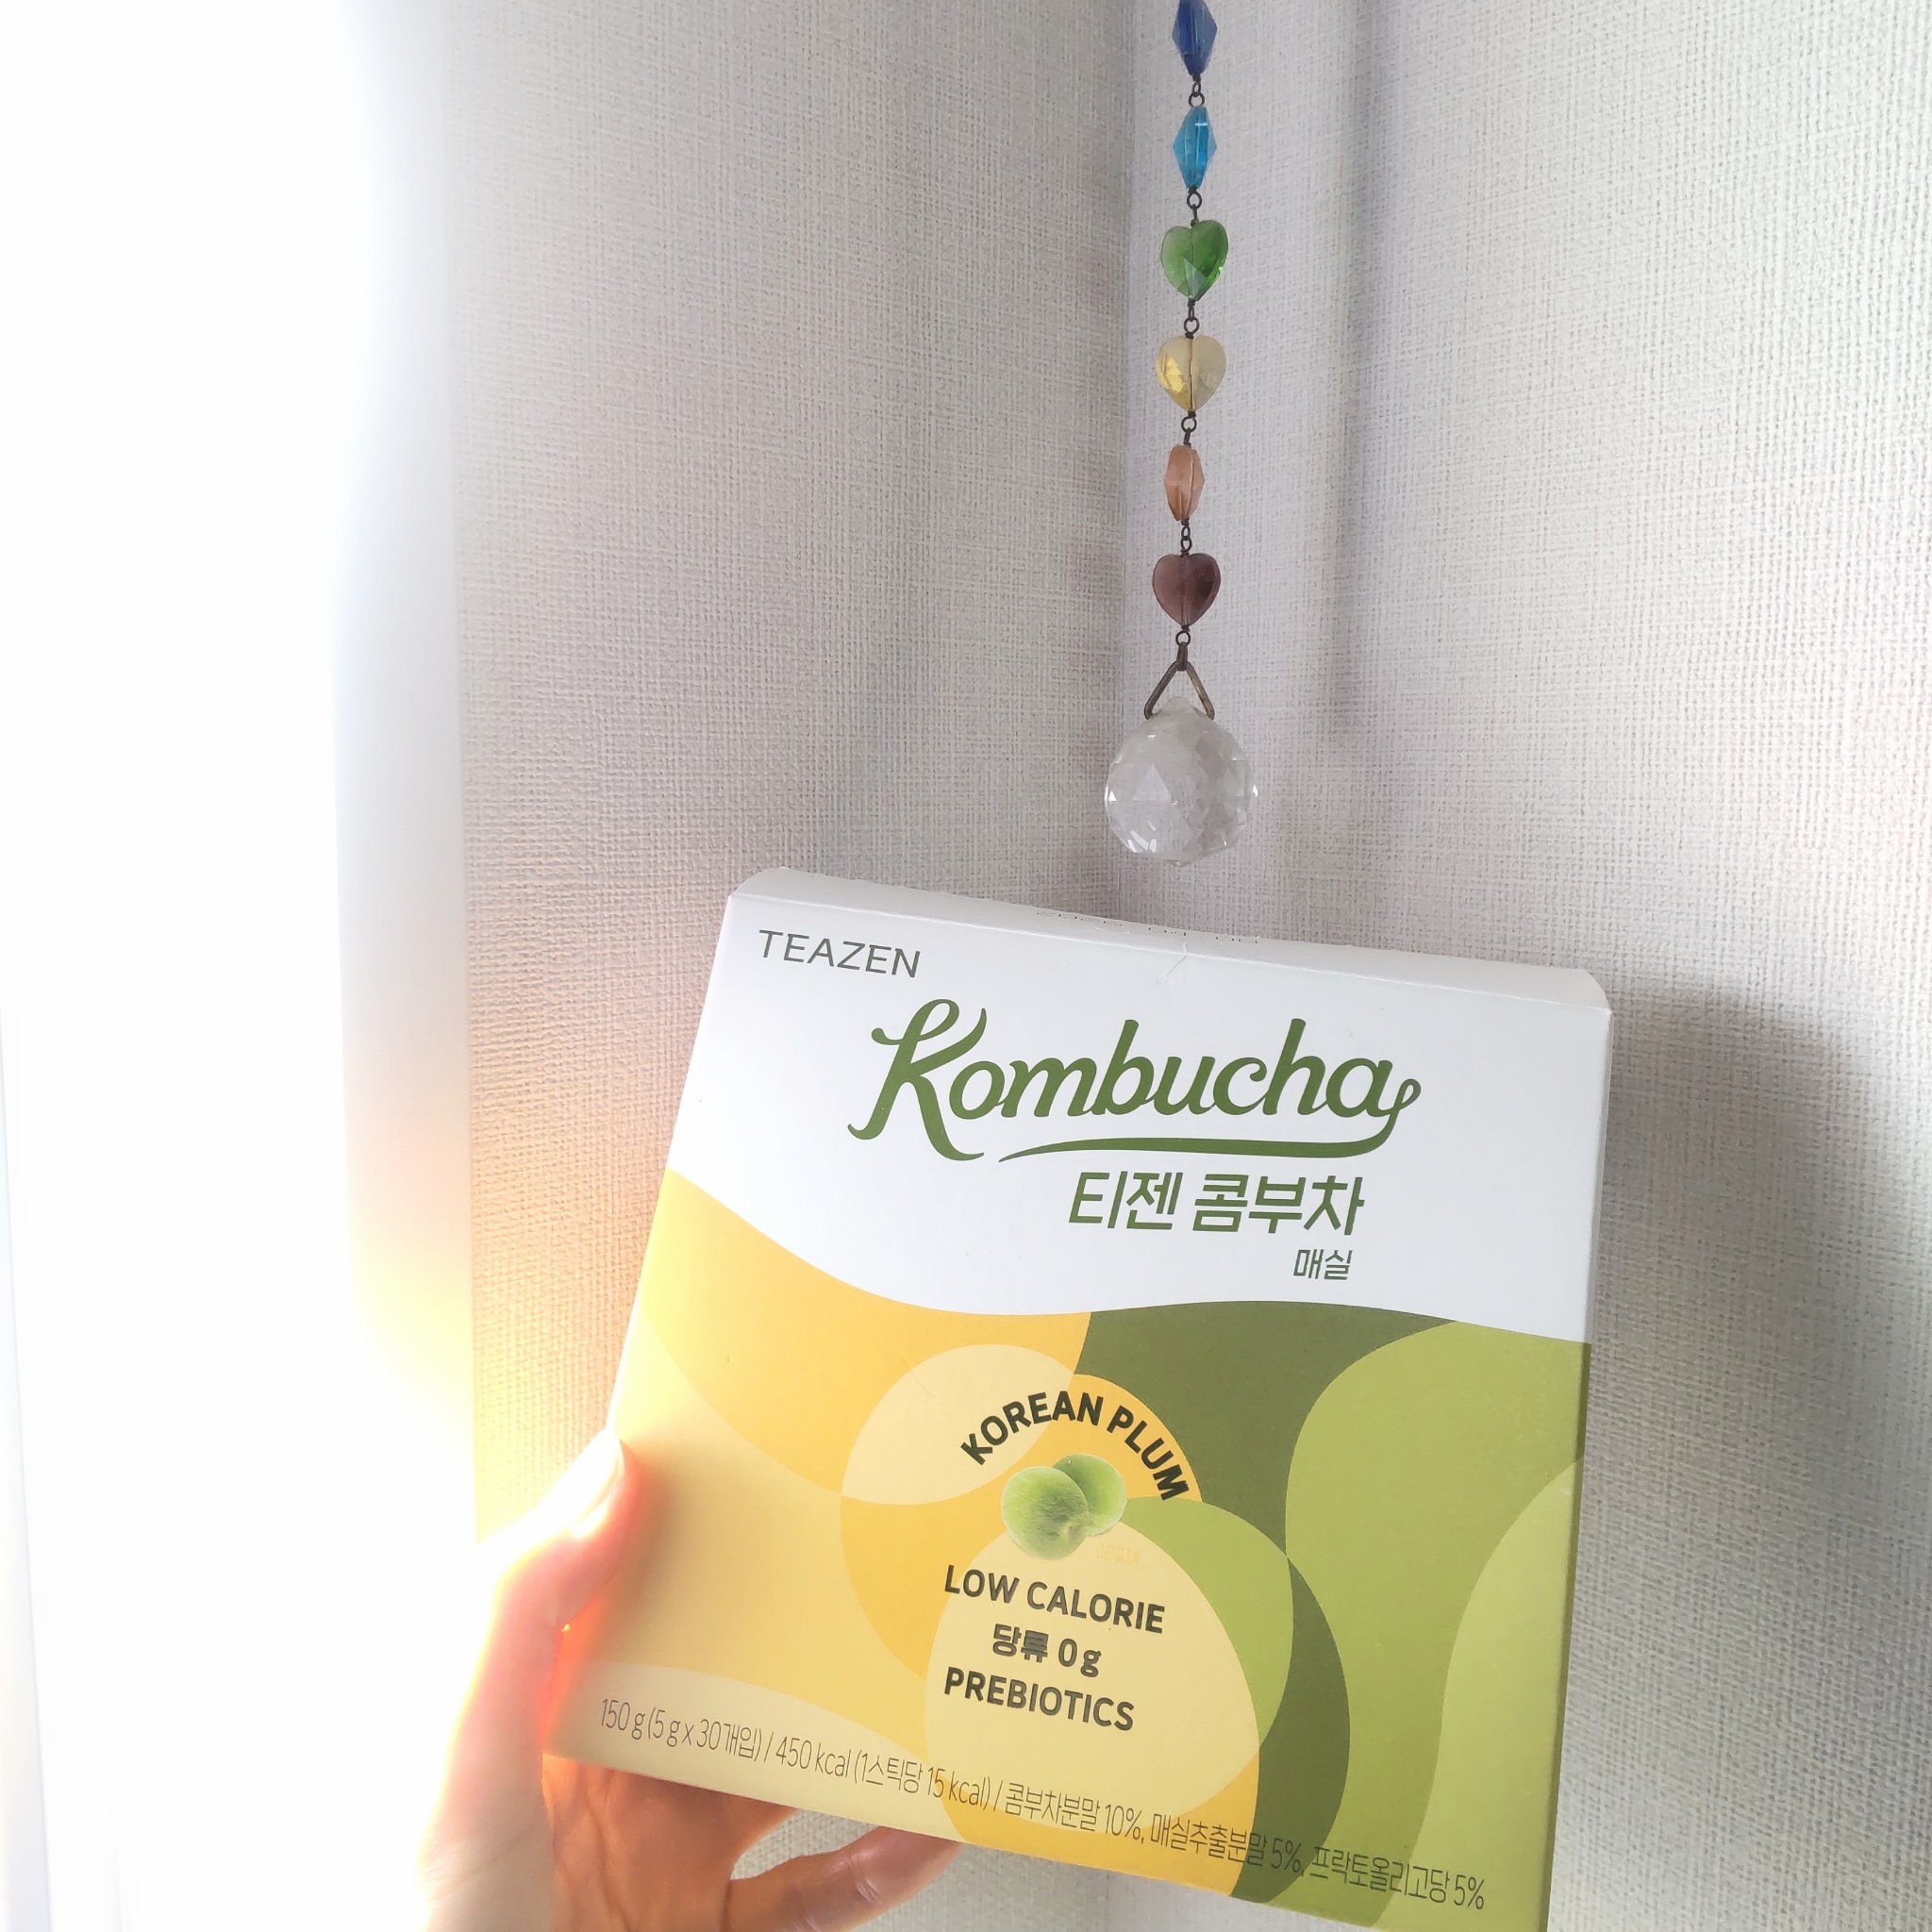 TEAZEN
Kombucha
티젠 콤부차
매실
KOREAN PLUM
LOW CALORIE
당류 0g
PREBIOTICS
150 g (5 g x 30개입) / 450 kcal (1스틱당 15 kcal) / 콤부차분말 10%, 매실추출분말 5%, 프락토올리고당 5%